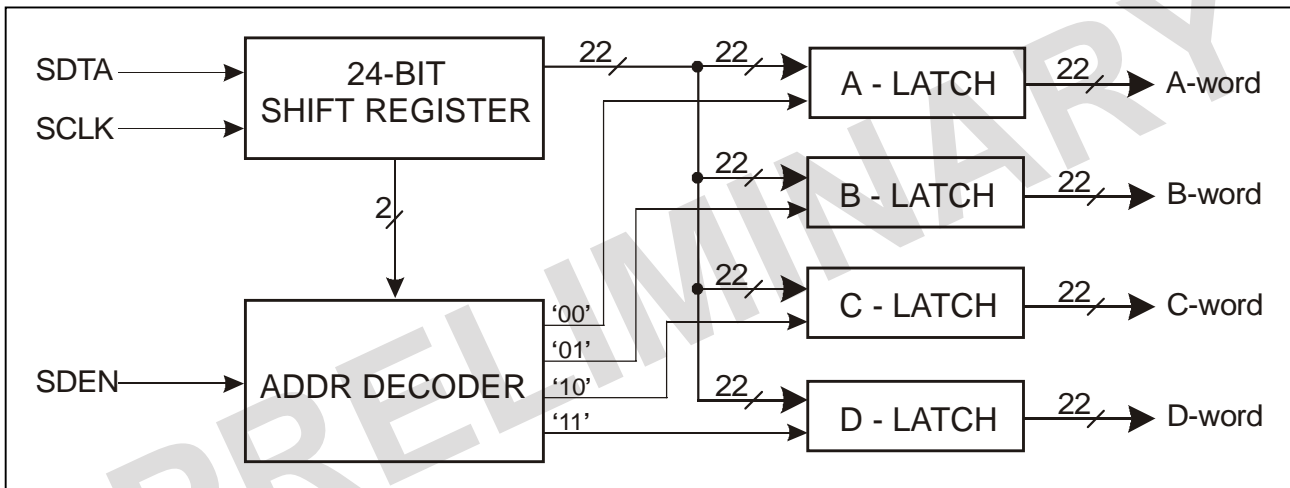 SDTA
SCLK
24-BIT
SHIFT REGISTER
22
22
A - LATCH
22
A-word
22
B - LATCH
22
B-word
2
22
C - LATCH
22
C-word
SDEN
ADDR DECODER
‘00’
‘01’
‘10’
‘11’
22
D - LATCH
22
D-word
PRELIMINARY